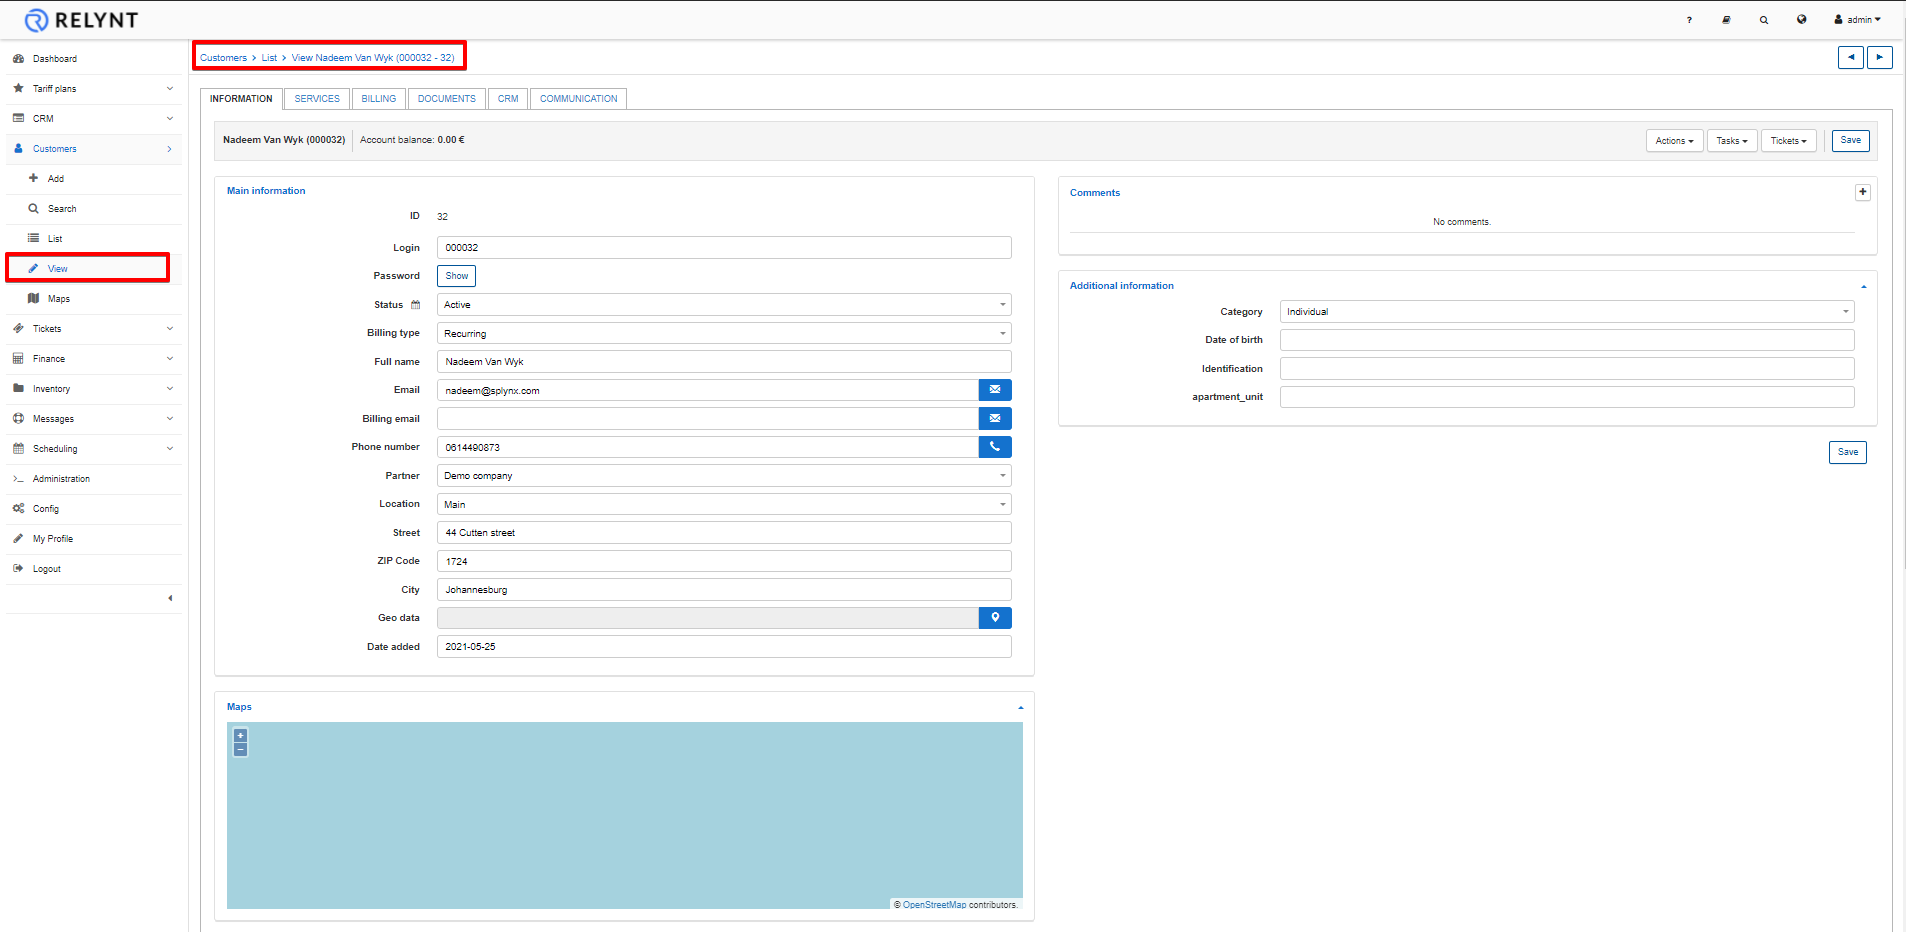 RELYNT
? admin
Dashboard
Tariff plans
CRM
Customers
Add
Search
List
View
Maps
Tickets
Finance
Inventory
Messages
Scheduling
Administration
Config
My Profile
Logout
Customers > List > View Nadeem Van Wyk (000032 - 32)
INFORMATION SERVICES BILLING DOCUMENTS CRM COMMUNICATION
Nadeem Van Wyk (000032) Account balance: 0.00 €
Actions Tasks Tickets Save
Main information
ID 32
Login 000032
Password Show
Status Active
Billing type Recurring
Full name Nadeem Van Wyk
Email nadeem@splynx.com
Billing email
Phone number 0614490873
Partner Demo company
Location Main
Street 44 Cutten street
ZIP Code 1724
City Johannesburg
Geo data
Date added 2021-05-25
Maps
+
−
© OpenStreetMap contributors.
Comments +
No comments.
Additional information
Category Individual
Date of birth
Identification
apartment_unit
Save